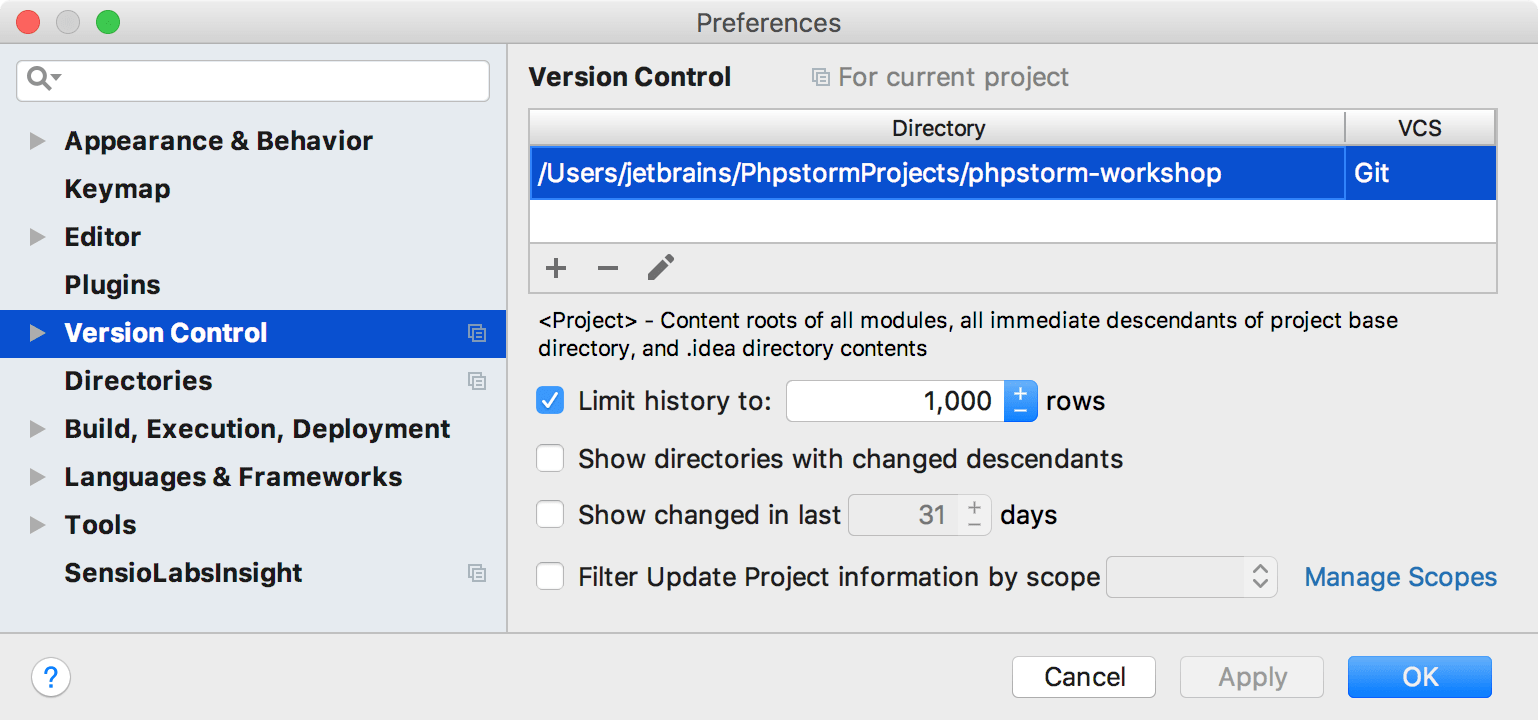 Preferences
Appearance & Behavior
Keymap
Editor
Plugins
Version Control
Directories
Build, Execution, Deployment
Languages & Frameworks
Tools
SensioLabsInsight
Version Control For current project
Directory VCS
/Users/jetbrains/PhpstormProjects/phpstorm-workshop Git
<Project> - Content roots of all modules, all immediate descendants of project base
directory, and .idea directory contents
Limit history to: 1,000 rows
Show directories with changed descendants
Show changed in last 31 days
Filter Update Project information by scope Manage Scopes
? Cancel Apply OK